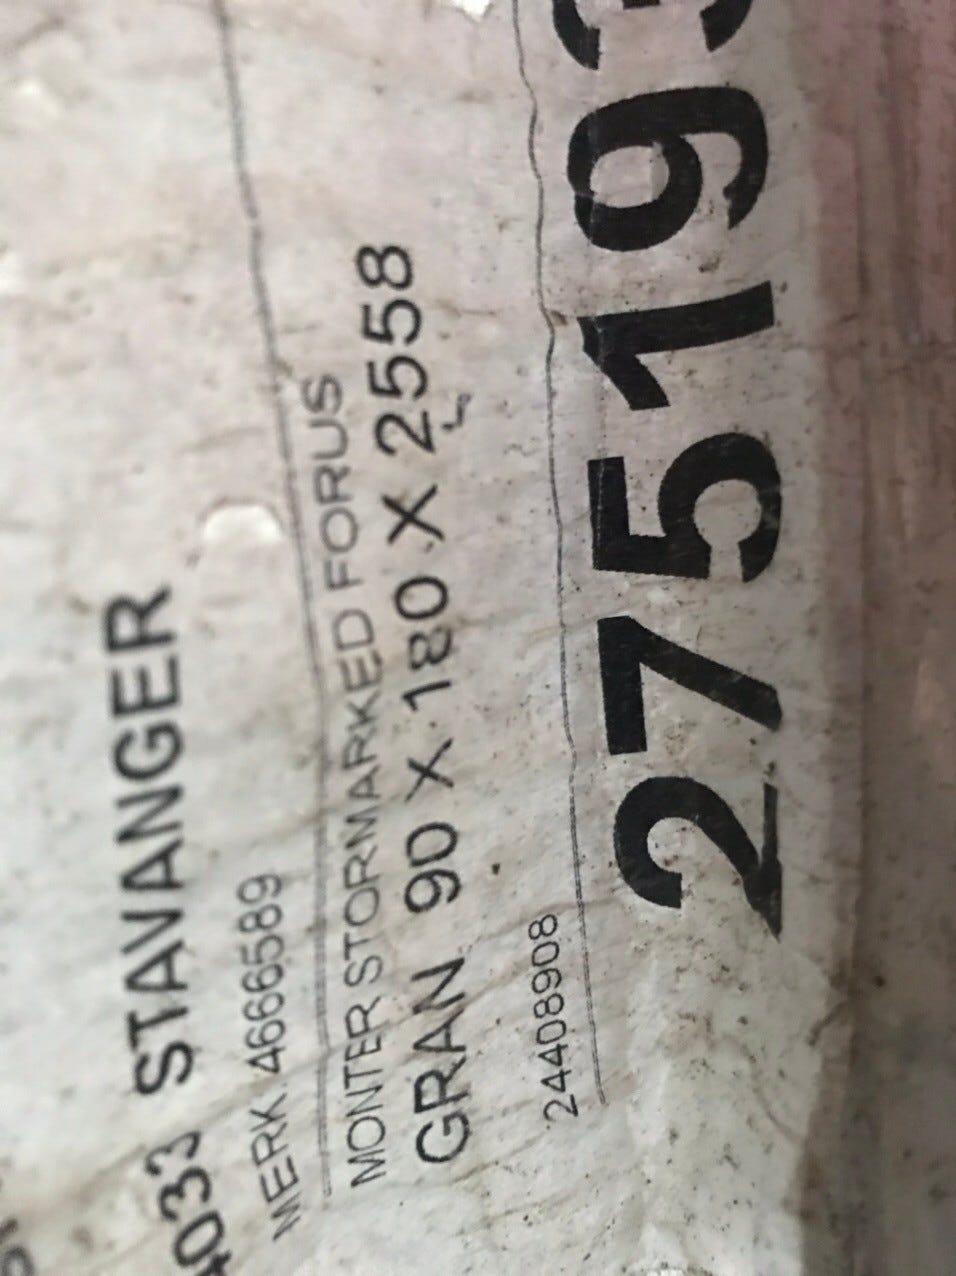 4033 STAVANGER
MERK 4666589
MONTER STORMARKED FORUS
GRAN 90 X 180 X 2558
24408908
27519